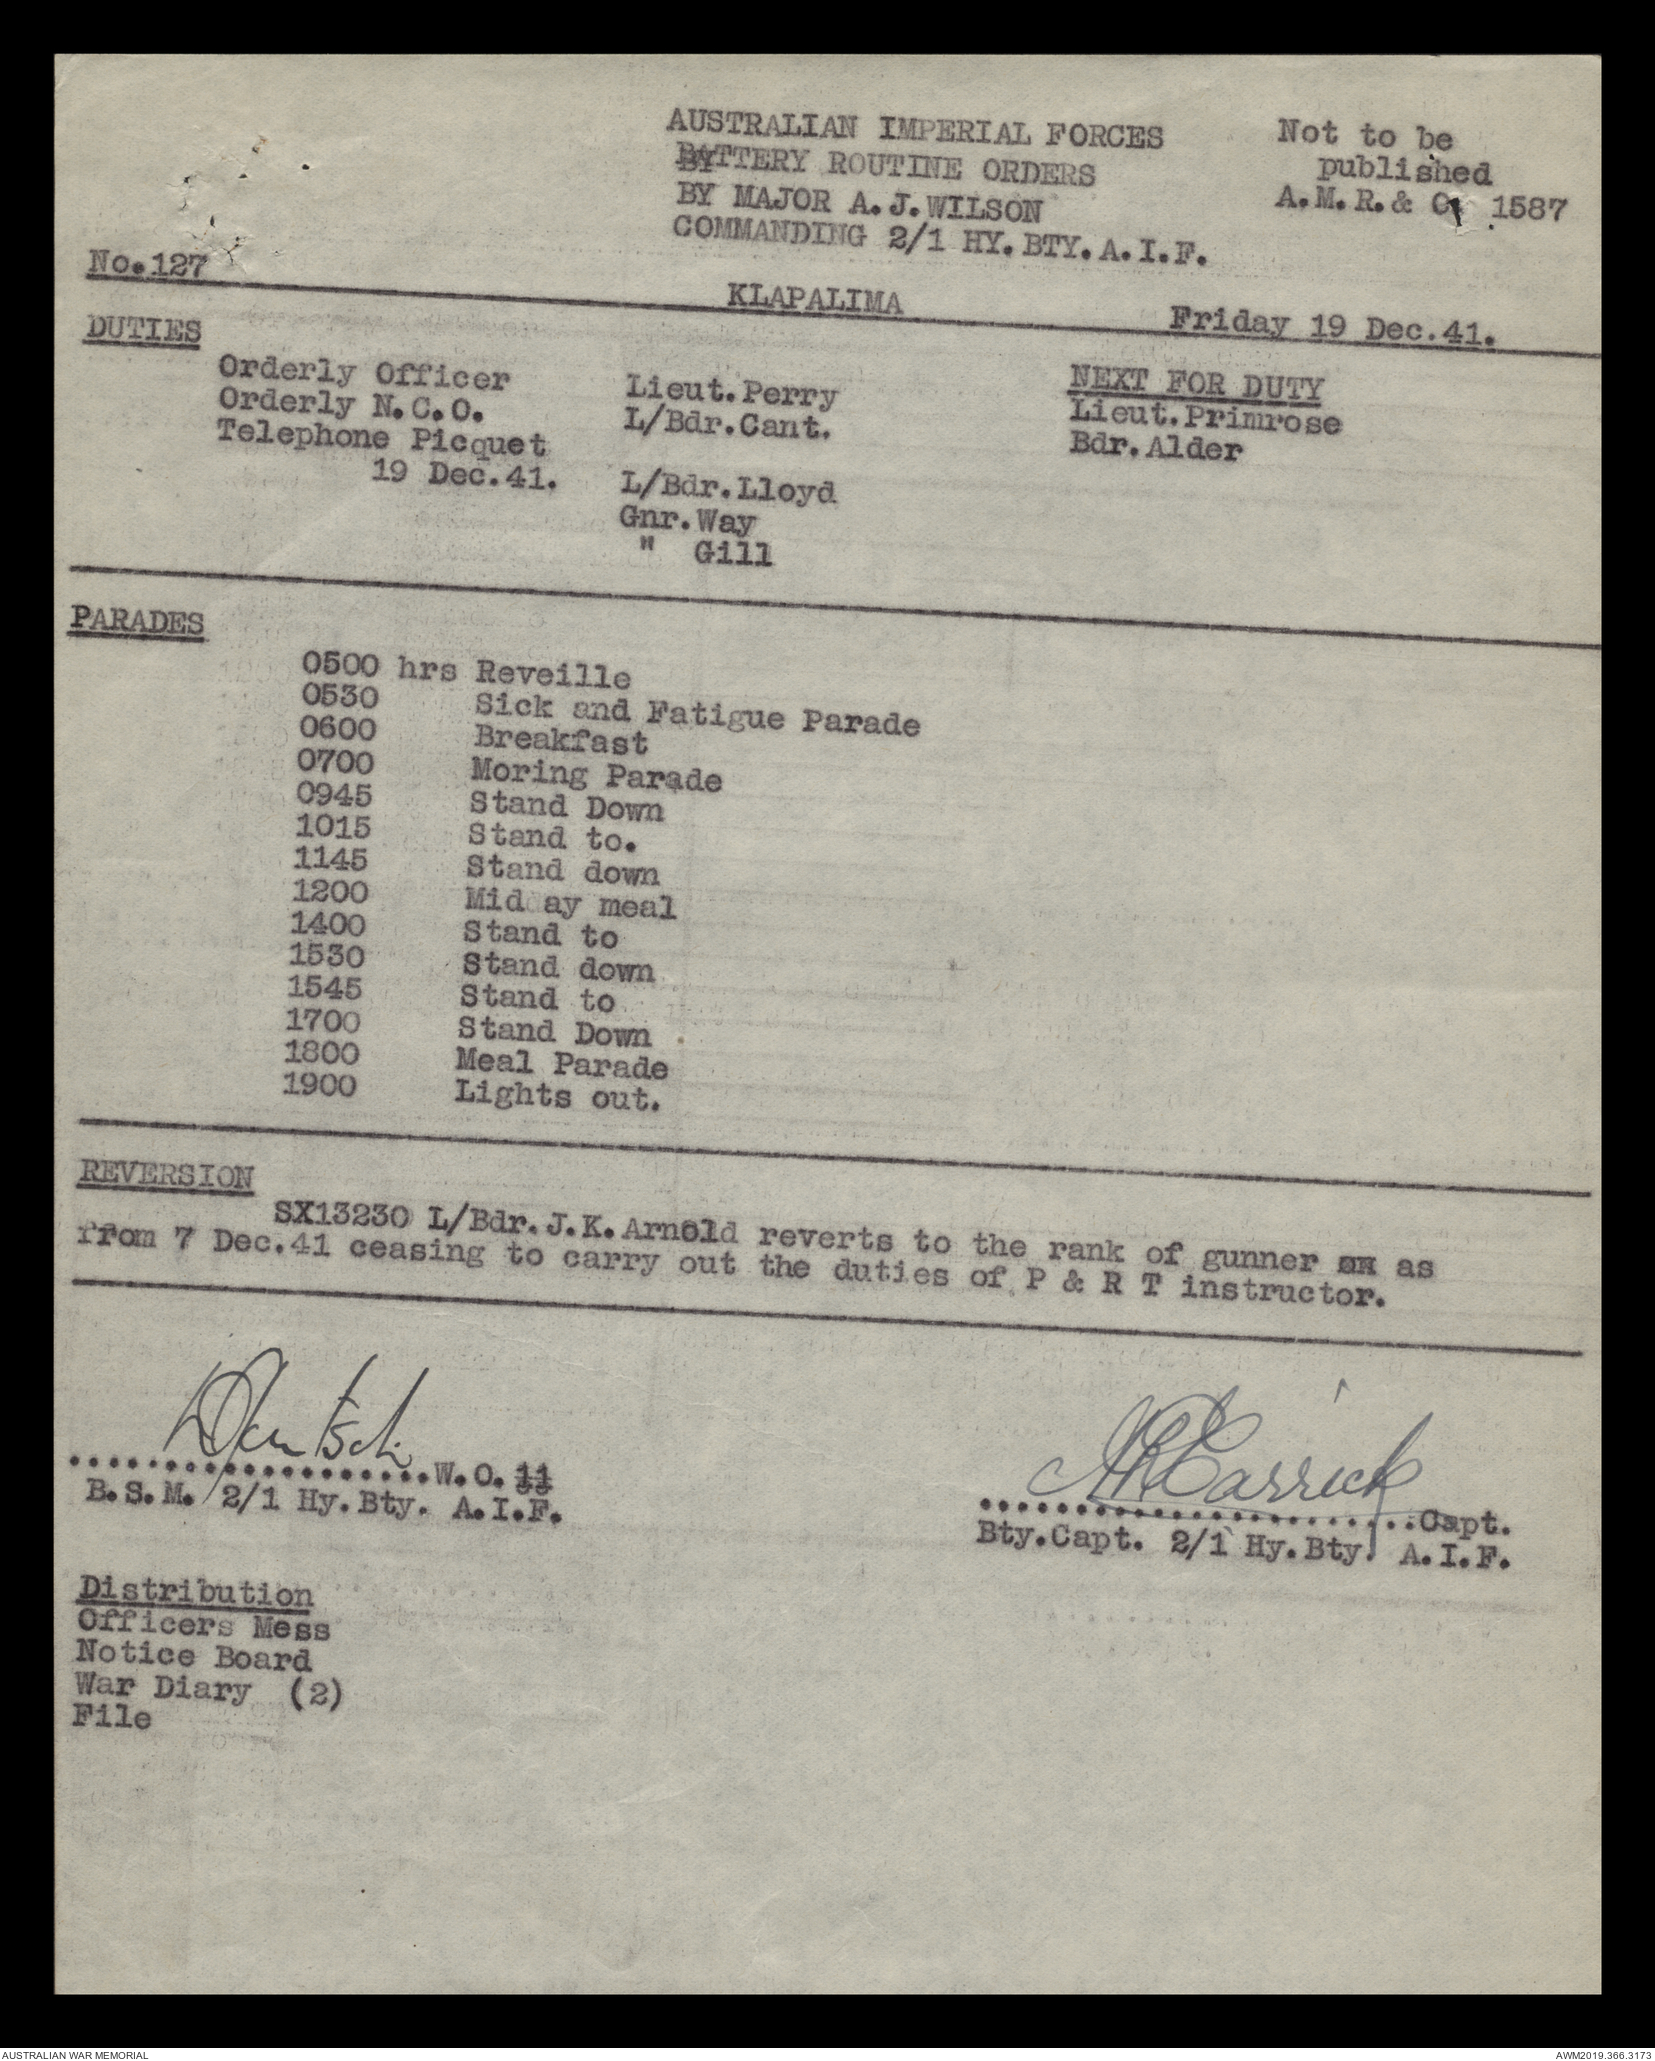 AUSTRALIAN IMPERIAL FORCES
BATTERY ROUTINE ORDERS
BY MAJOR A.J.WILSON
COMMANDING 2/1 HY.BTY.A.I.F.
Not to be
published
A.M.R.& O. 1587
No.127
KLAPALIMA
Friday 19 Dec.41.
DUTIES
Orderly Officer Lieut.Perry
Orderly N.C.O. L/Bdr.Cant.
Telephone Picquet
19 Dec.41. L/Bdr.Lloyd
Gnr.Way
" Gill
NEXT FOR DUTY
Lieut.Primrose
Bdr.Alder
PARADES
0500 hrs Reveille
0530 Sick and Fatigue Parade
0600 Breakfast
0700 Moring Parade
0945 Stand Down
1015 Stand to.
1145 Stand down
1200 Mid ay meal
1400 Stand to
1530 Stand down
1545 Stand to
1700 Stand Down
1800 Meal Parade
1900 Lights out.
REVERSION
SX13230 L/Bdr.J.K.Arnold reverts to the rank of gunner as
from 7 Dec.41 ceasing to carry out the duties of P & R T instructor.
....................W.O. 11
B.S.M. 2/1 Hy.Bty. A.I.F.
Carrick
........................Capt.
Bty.Capt. 2/1 Hy.Bty. A.I.F.
Distribution
Officers Mess
Notice Board
War Diary (2)
File
AUSTRALIAN WAR MEMORIAL
AWM2019.366.3173